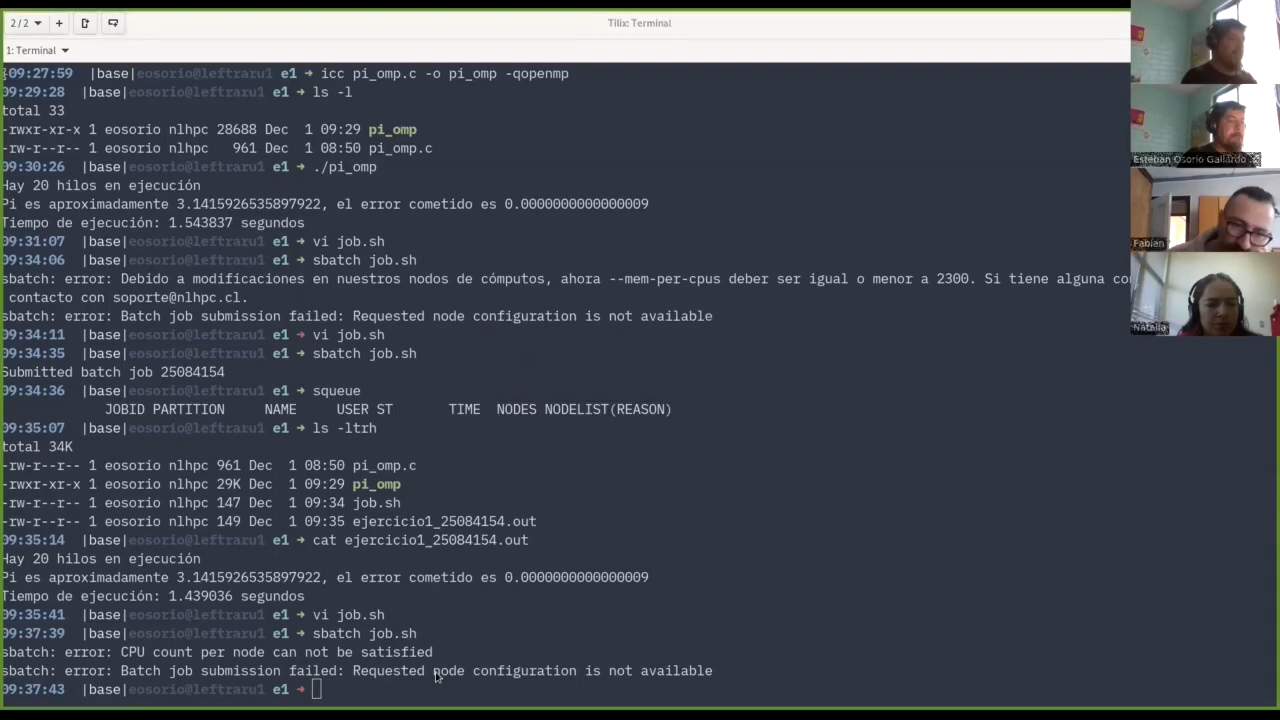 2 / 2
Tilix: Terminal
1: Terminal
09:27:59 |base|eosorio@leftraru1 e1 → icc pi_omp.c -o pi_omp -qopenmp
09:29:28 |base|eosorio@leftraru1 e1 → ls -l
total 33
-rwxr-xr-x 1 eosorio nlhpc 28688 Dec  1 09:29 pi_omp
-rw-r--r-- 1 eosorio nlhpc   961 Dec  1 08:50 pi_omp.c
09:30:26 |base|eosorio@leftraru1 e1 → ./pi_omp
Hay 20 hilos en ejecución
Pi es aproximadamente 3.1415926535897922, el error cometido es 0.0000000000000009
Tiempo de ejecución: 1.543837 segundos
09:31:07 |base|eosorio@leftraru1 e1 → vi job.sh
09:34:06 |base|eosorio@leftraru1 e1 → sbatch job.sh
sbatch: error: Debido a modificaciones en nuestros nodos de cómputos, ahora --mem-per-cpus deber ser igual o menor a 2300. Si tiene alguna
contacto con soporte@nlhpc.cl.
sbatch: error: Batch job submission failed: Requested node configuration is not available
09:34:11 |base|eosorio@leftraru1 e1 → vi job.sh
09:34:35 |base|eosorio@leftraru1 e1 → sbatch job.sh
Submitted batch job 25084154
09:34:36 |base|eosorio@leftraru1 e1 → squeue
JOBID PARTITION     NAME     USER ST       TIME  NODES NODELIST(REASON)
09:35:07 |base|eosorio@leftraru1 e1 → ls -ltrh
total 34K
-rw-r--r-- 1 eosorio nlhpc 961 Dec  1 08:50 pi_omp.c
-rwxr-xr-x 1 eosorio nlhpc 29K Dec  1 09:29 pi_omp
-rw-r--r-- 1 eosorio nlhpc 147 Dec  1 09:34 job.sh
-rw-r--r-- 1 eosorio nlhpc 149 Dec  1 09:35 ejercicio1_25084154.out
09:35:14 |base|eosorio@leftraru1 e1 → cat ejercicio1_25084154.out
Hay 20 hilos en ejecución
Pi es aproximadamente 3.1415926535897922, el error cometido es 0.0000000000000009
Tiempo de ejecución: 1.439036 segundos
09:35:41 |base|eosorio@leftraru1 e1 → vi job.sh
09:37:39 |base|eosorio@leftraru1 e1 → sbatch job.sh
sbatch: error: CPU count per node can not be satisfied
sbatch: error: Batch job submission failed: Requested node configuration is not available
09:37:43 |base|eosorio@leftraru1 e1 →
Esteban Osorio Gallardo
Fabian
Natalia